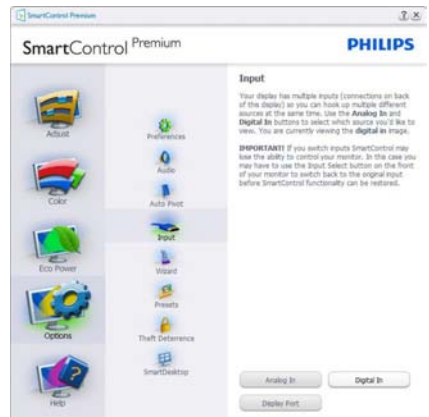 SmartControl Premium
? x
SmartControl Premium
PHILIPS
Adjust
Color
Eco Power
Options
Help
Preferences
Audio
Auto Pivot
Input
Wizard
Presets
Theft Deterrence
SmartDesktop
Input
Your display has multiple inputs (connections on back
of the display) so you can hook up multiple different
sources at the same time. Use the Analog In and
Digital In buttons to select which source you'd like to
view. You are currently viewing the digital in image.
IMPORTANT! If you switch inputs SmartControl may
lose the ability to control your monitor. In the case you
may have to use the Input Select button on the front
of your monitor to switch back to the original input
before SmartControl functionality can be restored.
Analog In
Digital In
Display Port